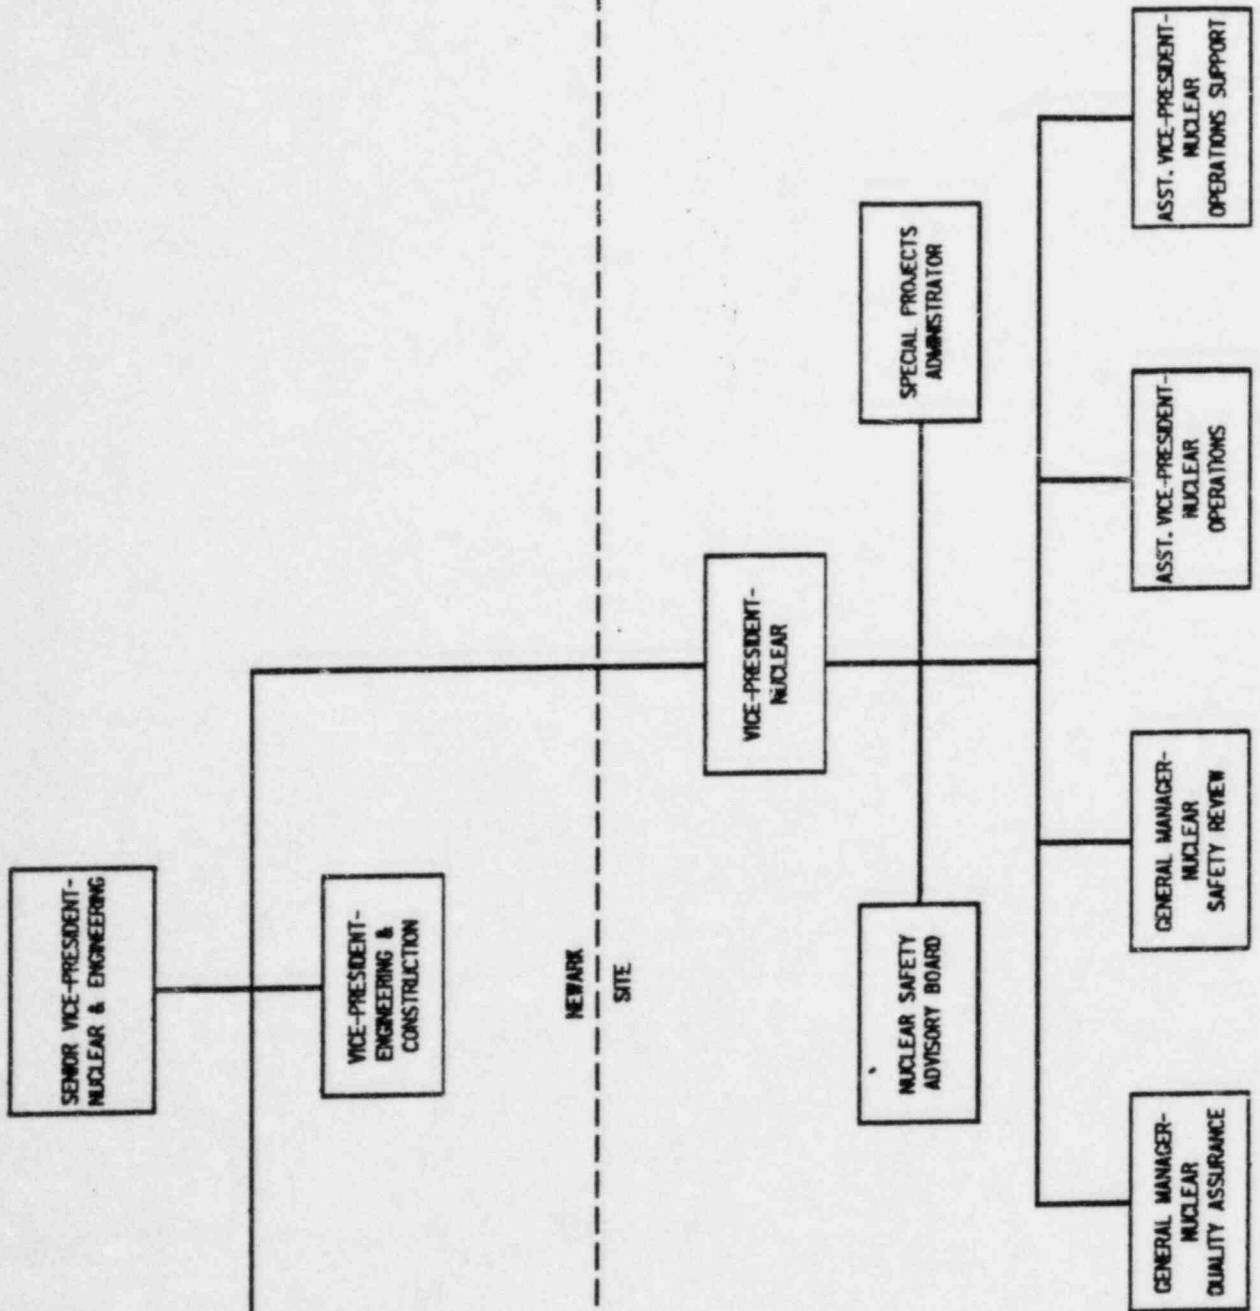 SENIOR VICE-PRESIDENT-
NUCLEAR & ENGINEERING
VICE-PRESIDENT-
ENGINEERING &
CONSTRUCTION
NEWARK
SITE
VICE-PRESIDENT-
NUCLEAR
NUCLEAR SAFETY
ADVISORY BOARD
SPECIAL PROJECTS
ADMINISTRATOR
GENERAL MANAGER-
NUCLEAR
QUALITY ASSURANCE
GENERAL MANAGER-
NUCLEAR
SAFETY REVIEW
ASST. VICE-PRESIDENT-
NUCLEAR
OPERATIONS
ASST. VICE-PRESIDENT-
NUCLEAR
OPERATIONS SUPPORT